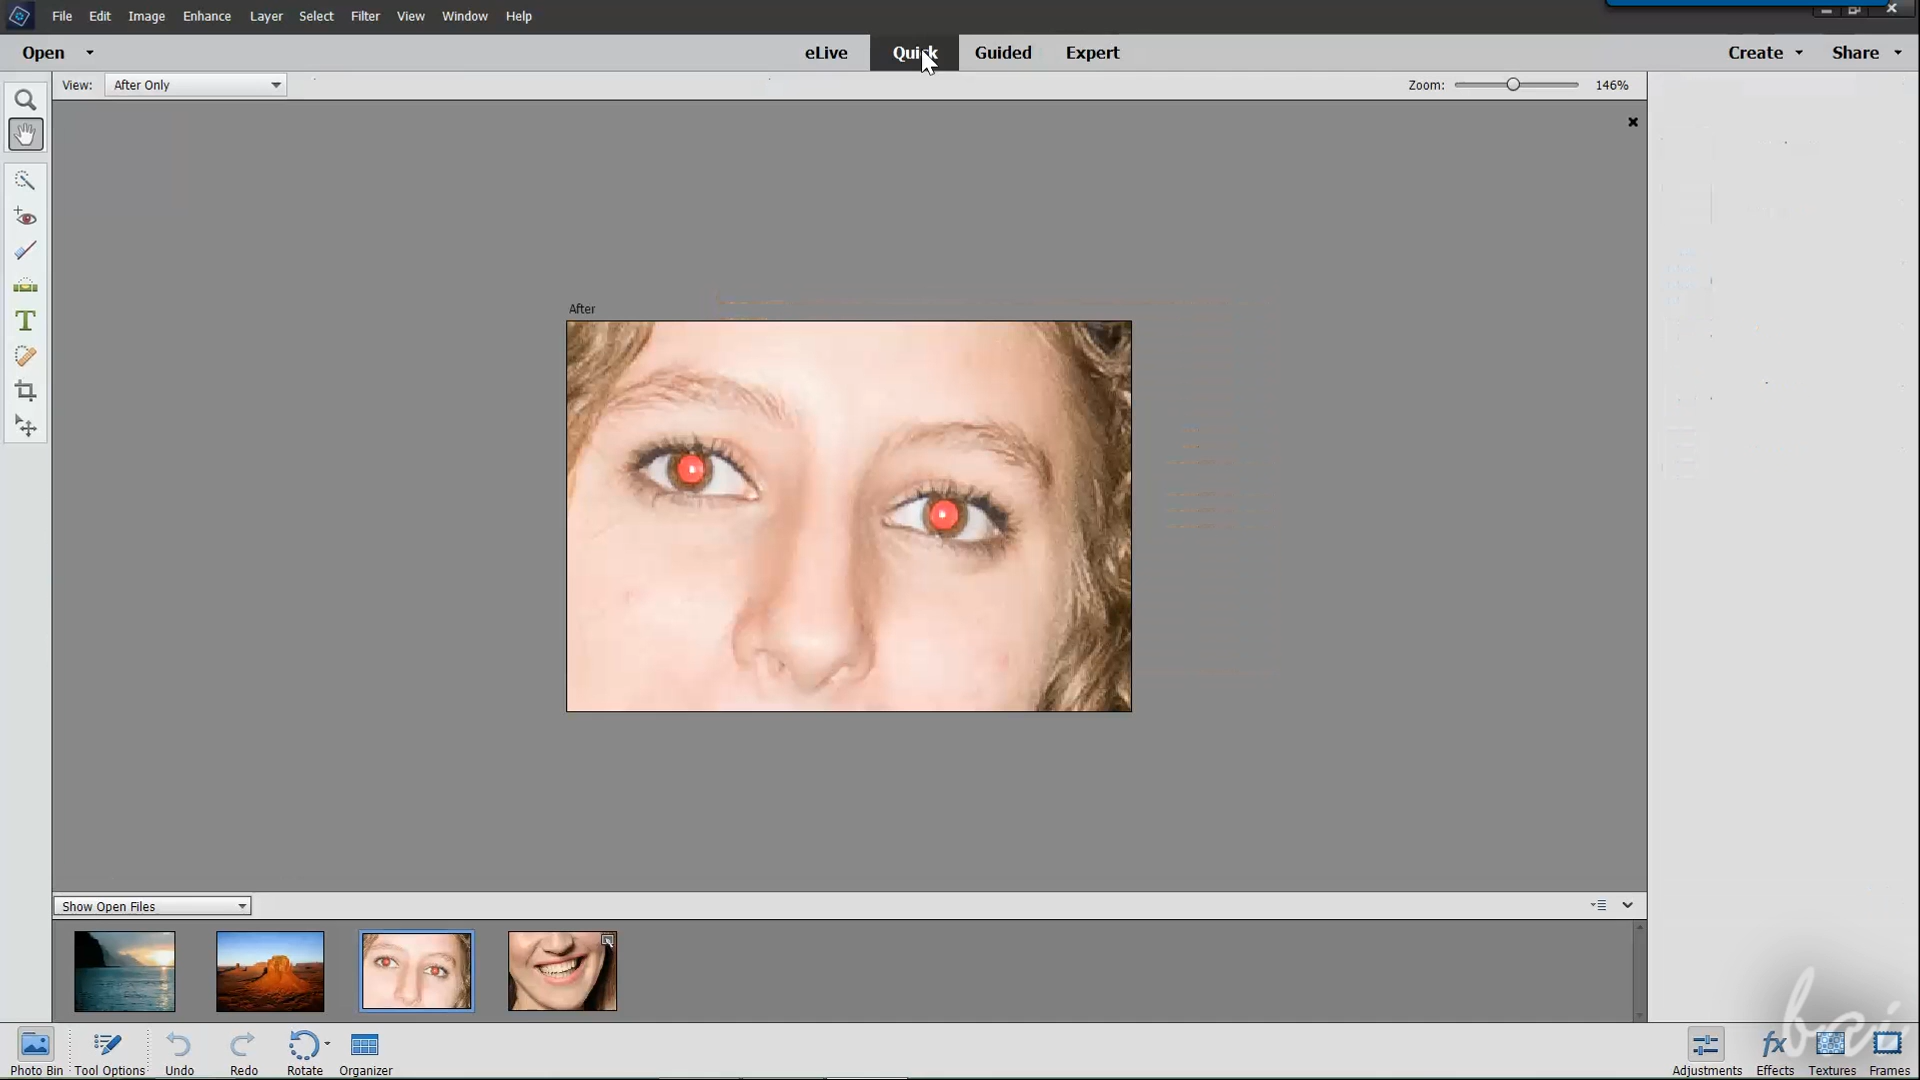 File Edit Image Enhance Layer Select Filter View Window Help
Open eLive Quick Guided Expert Create Share
View: After Only Zoom: 146%
After
Show Open Files
Photo Bin Tool Options Undo Redo Rotate Organizer Adjustments Effects Textures Frames
T
fx